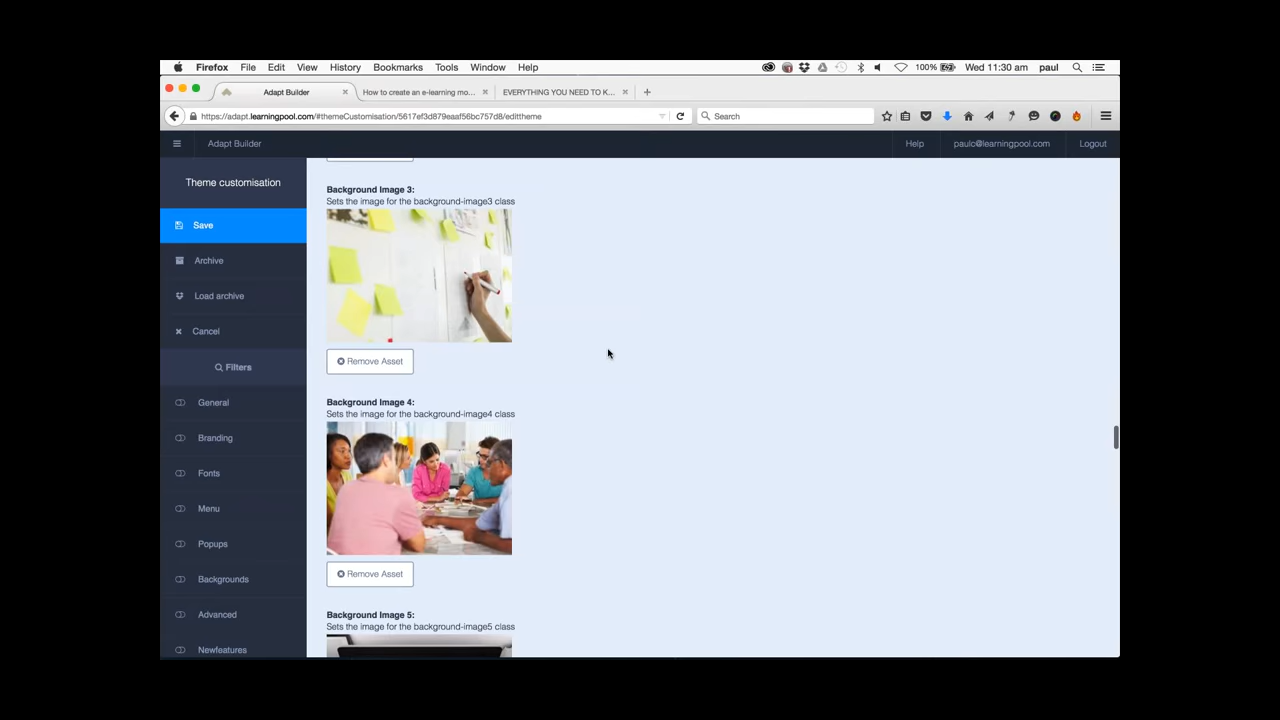 Firefox File Edit View History Bookmarks Tools Window Help 100% Wed 11:30 am paul
Adapt Builder How to create an e-learning mo... EVERYTHING YOU NEED TO K...
https://adapt.learningpool.com/#themeCustomisation/5617ef3d879eaaf56bc757d8/edittheme Search
Adapt Builder Help paulc@learningpool.com Logout
Theme customisation
Save
Archive
Load archive
Cancel
Filters
General
Branding
Fonts
Menu
Popups
Backgrounds
Advanced
Newfeatures
Background Image 3:
Sets the image for the background-image3 class
Remove Asset
Background Image 4:
Sets the image for the background-image4 class
Remove Asset
Background Image 5:
Sets the image for the background-image5 class